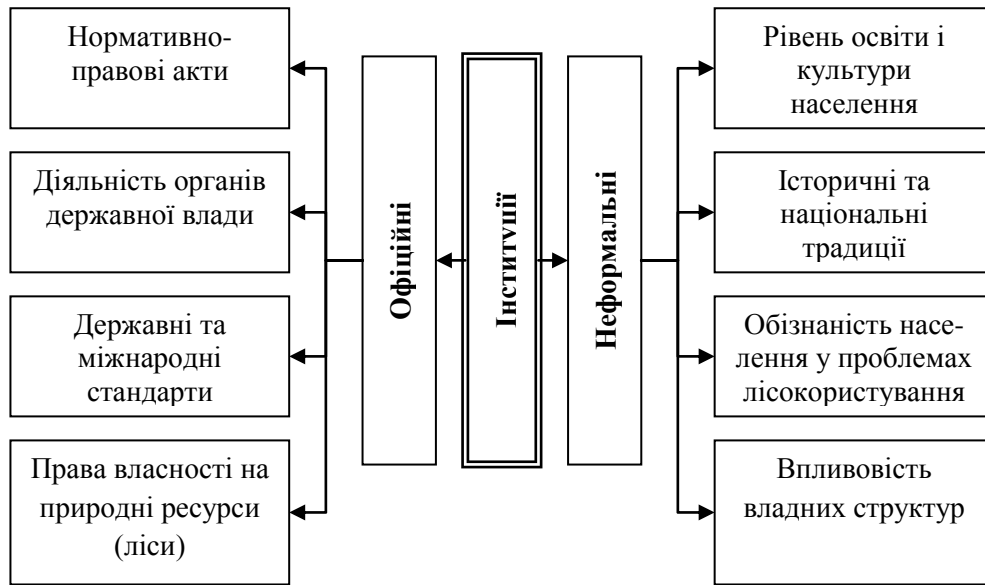 Нормативно-
правові акти
Діяльність органів
державної влади
Державні та
міжнародні
стандарти
Права власності на
природні ресурси
(ліси)
Офіційні
Інституції
Неформальні
Рівень освіти і
культури
населення
Історичні та
національні
традиції
Обізнаність насе-
лення у проблемах
лісокористування
Впливовість
владних структур